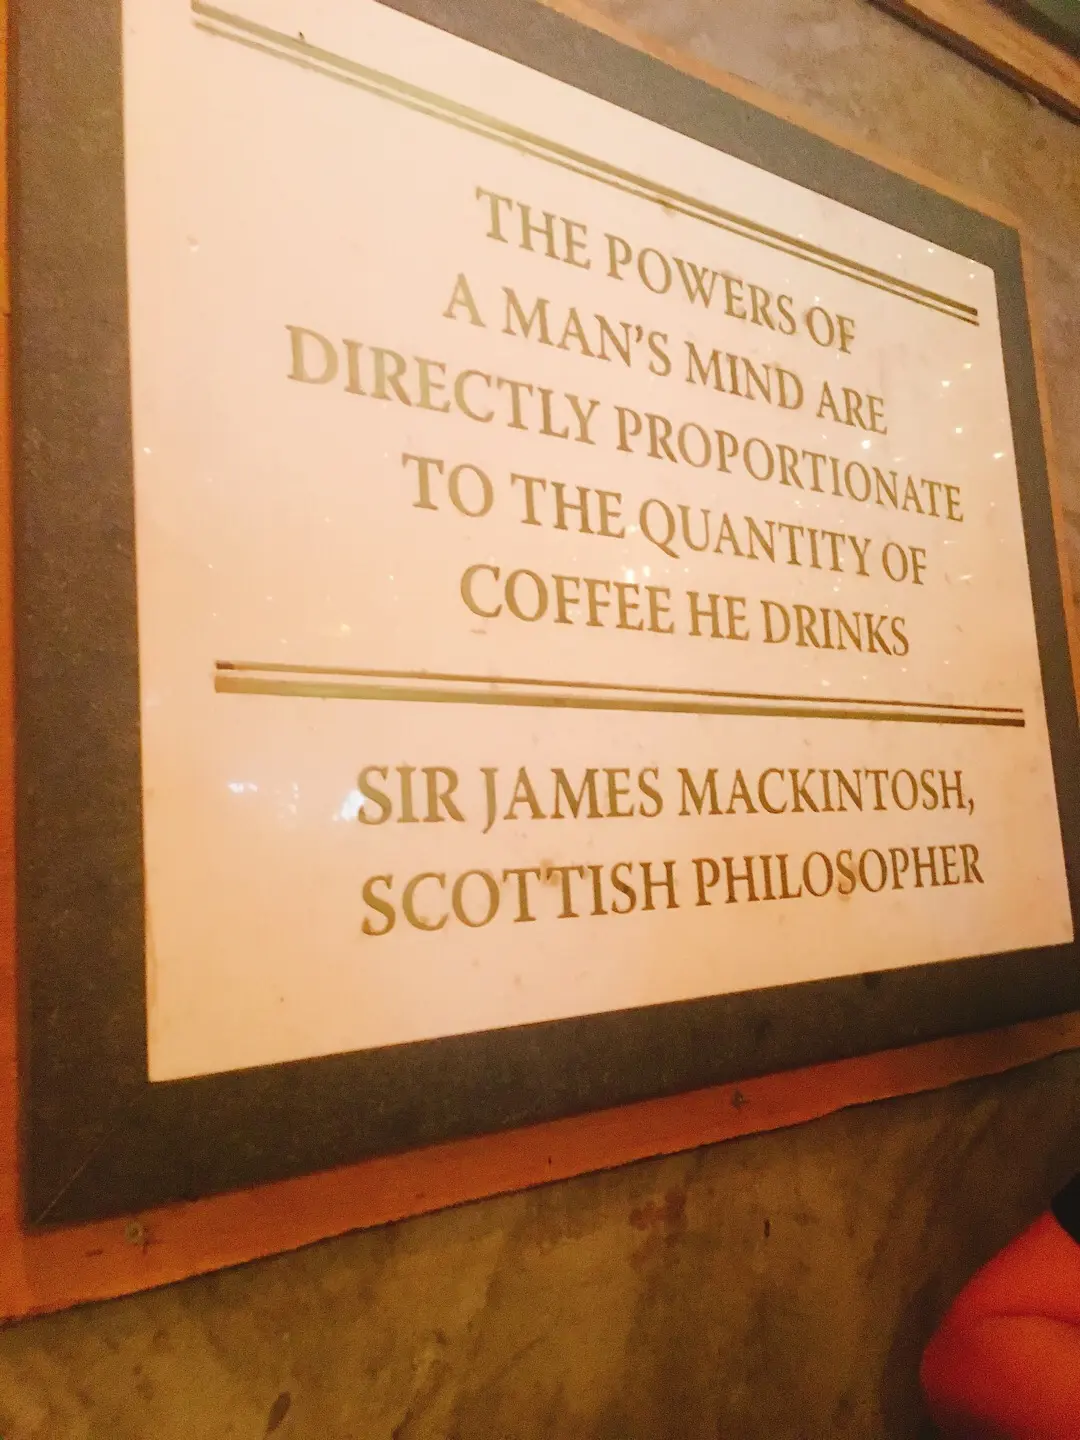 THE POWERS OF
A MAN'S MIND ARE
DIRECTLY PROPORTIONATE
TO THE QUANTITY OF
COFFEE HE DRINKS
SIR JAMES MACKINTOSH,
SCOTTISH PHILOSOPHER